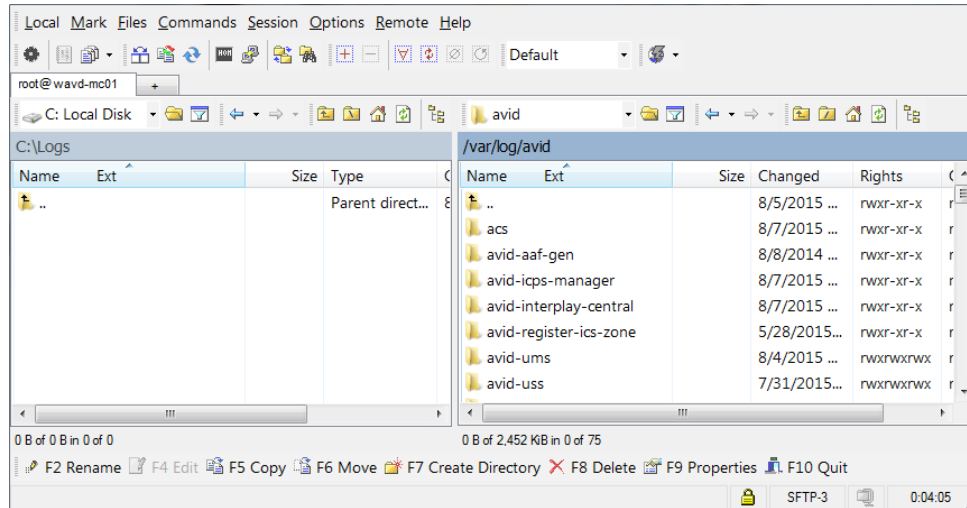 Local Mark Files Commands Session Options Remote Help
Default
root@wavd-mc01 +
C: Local Disk avid
C:\Logs /var/log/avid
Name Ext Size Type Name Ext Size Changed Rights
.. Parent direct... 8 .. 8/5/2015 ... rwxr-xr-x r
acs 8/7/2015 ... rwxr-xr-x r
avid-aaf-gen 8/8/2014 ... rwxr-xr-x r
avid-icps-manager 8/7/2015 ... rwxr-xr-x r
avid-interplay-central 8/7/2015 ... rwxr-xr-x r
avid-register-ics-zone 5/28/2015... rwxr-xr-x r
avid-ums 8/4/2015 ... rwxrwxrwx r
avid-uss 7/31/2015... rwxrwxrwx r
0 B of 0 B in 0 of 0 0 B of 2,452 KiB in 0 of 75
F2 Rename F4 Edit F5 Copy F6 Move F7 Create Directory F8 Delete F9 Properties F10 Quit
SFTP-3 0:04:05